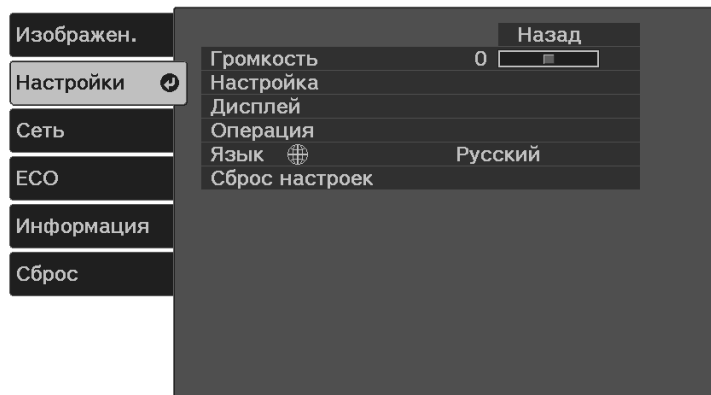 Изображен.
Настройки
Сеть
ECO
Информация
Сброс
Назад
Громкость 0
Настройка
Дисплей
Операция
Язык Русский
Сброс настроек